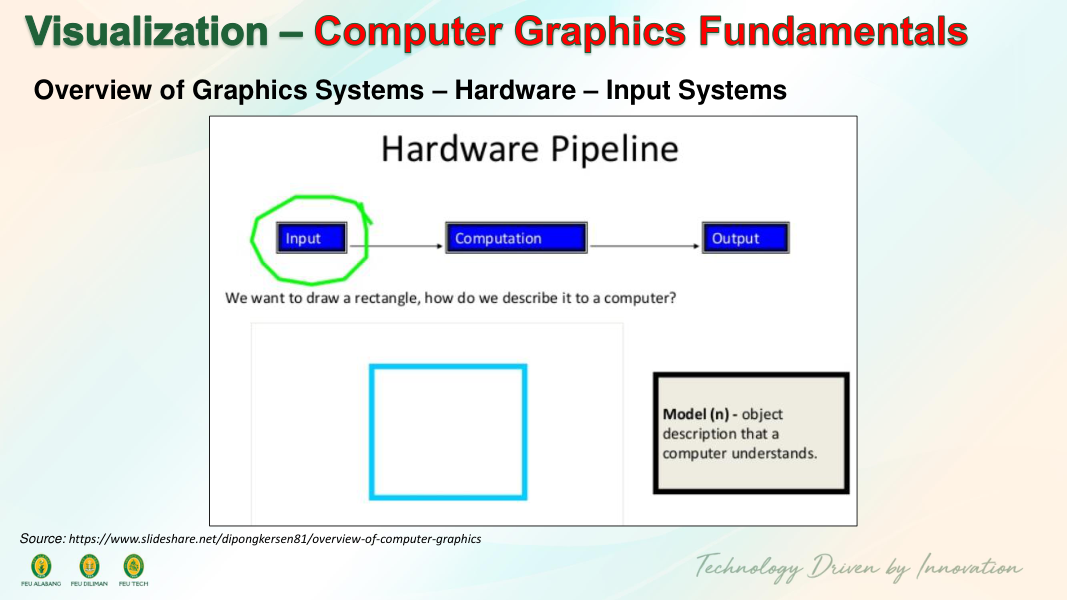 Visualization – Computer Graphics Fundamentals
Overview of Graphics Systems – Hardware – Input Systems
Hardware Pipeline
Input
Computation
Output
We want to draw a rectangle, how do we describe it to a computer?
Model (n) - object
description that a
computer understands.
Source: https://www.slideshare.net/dipongkersen81/overview-of-computer-graphics
FEU ALABANG
FEU DILIMAN
FEU TECH
Technology Driven by Innovation